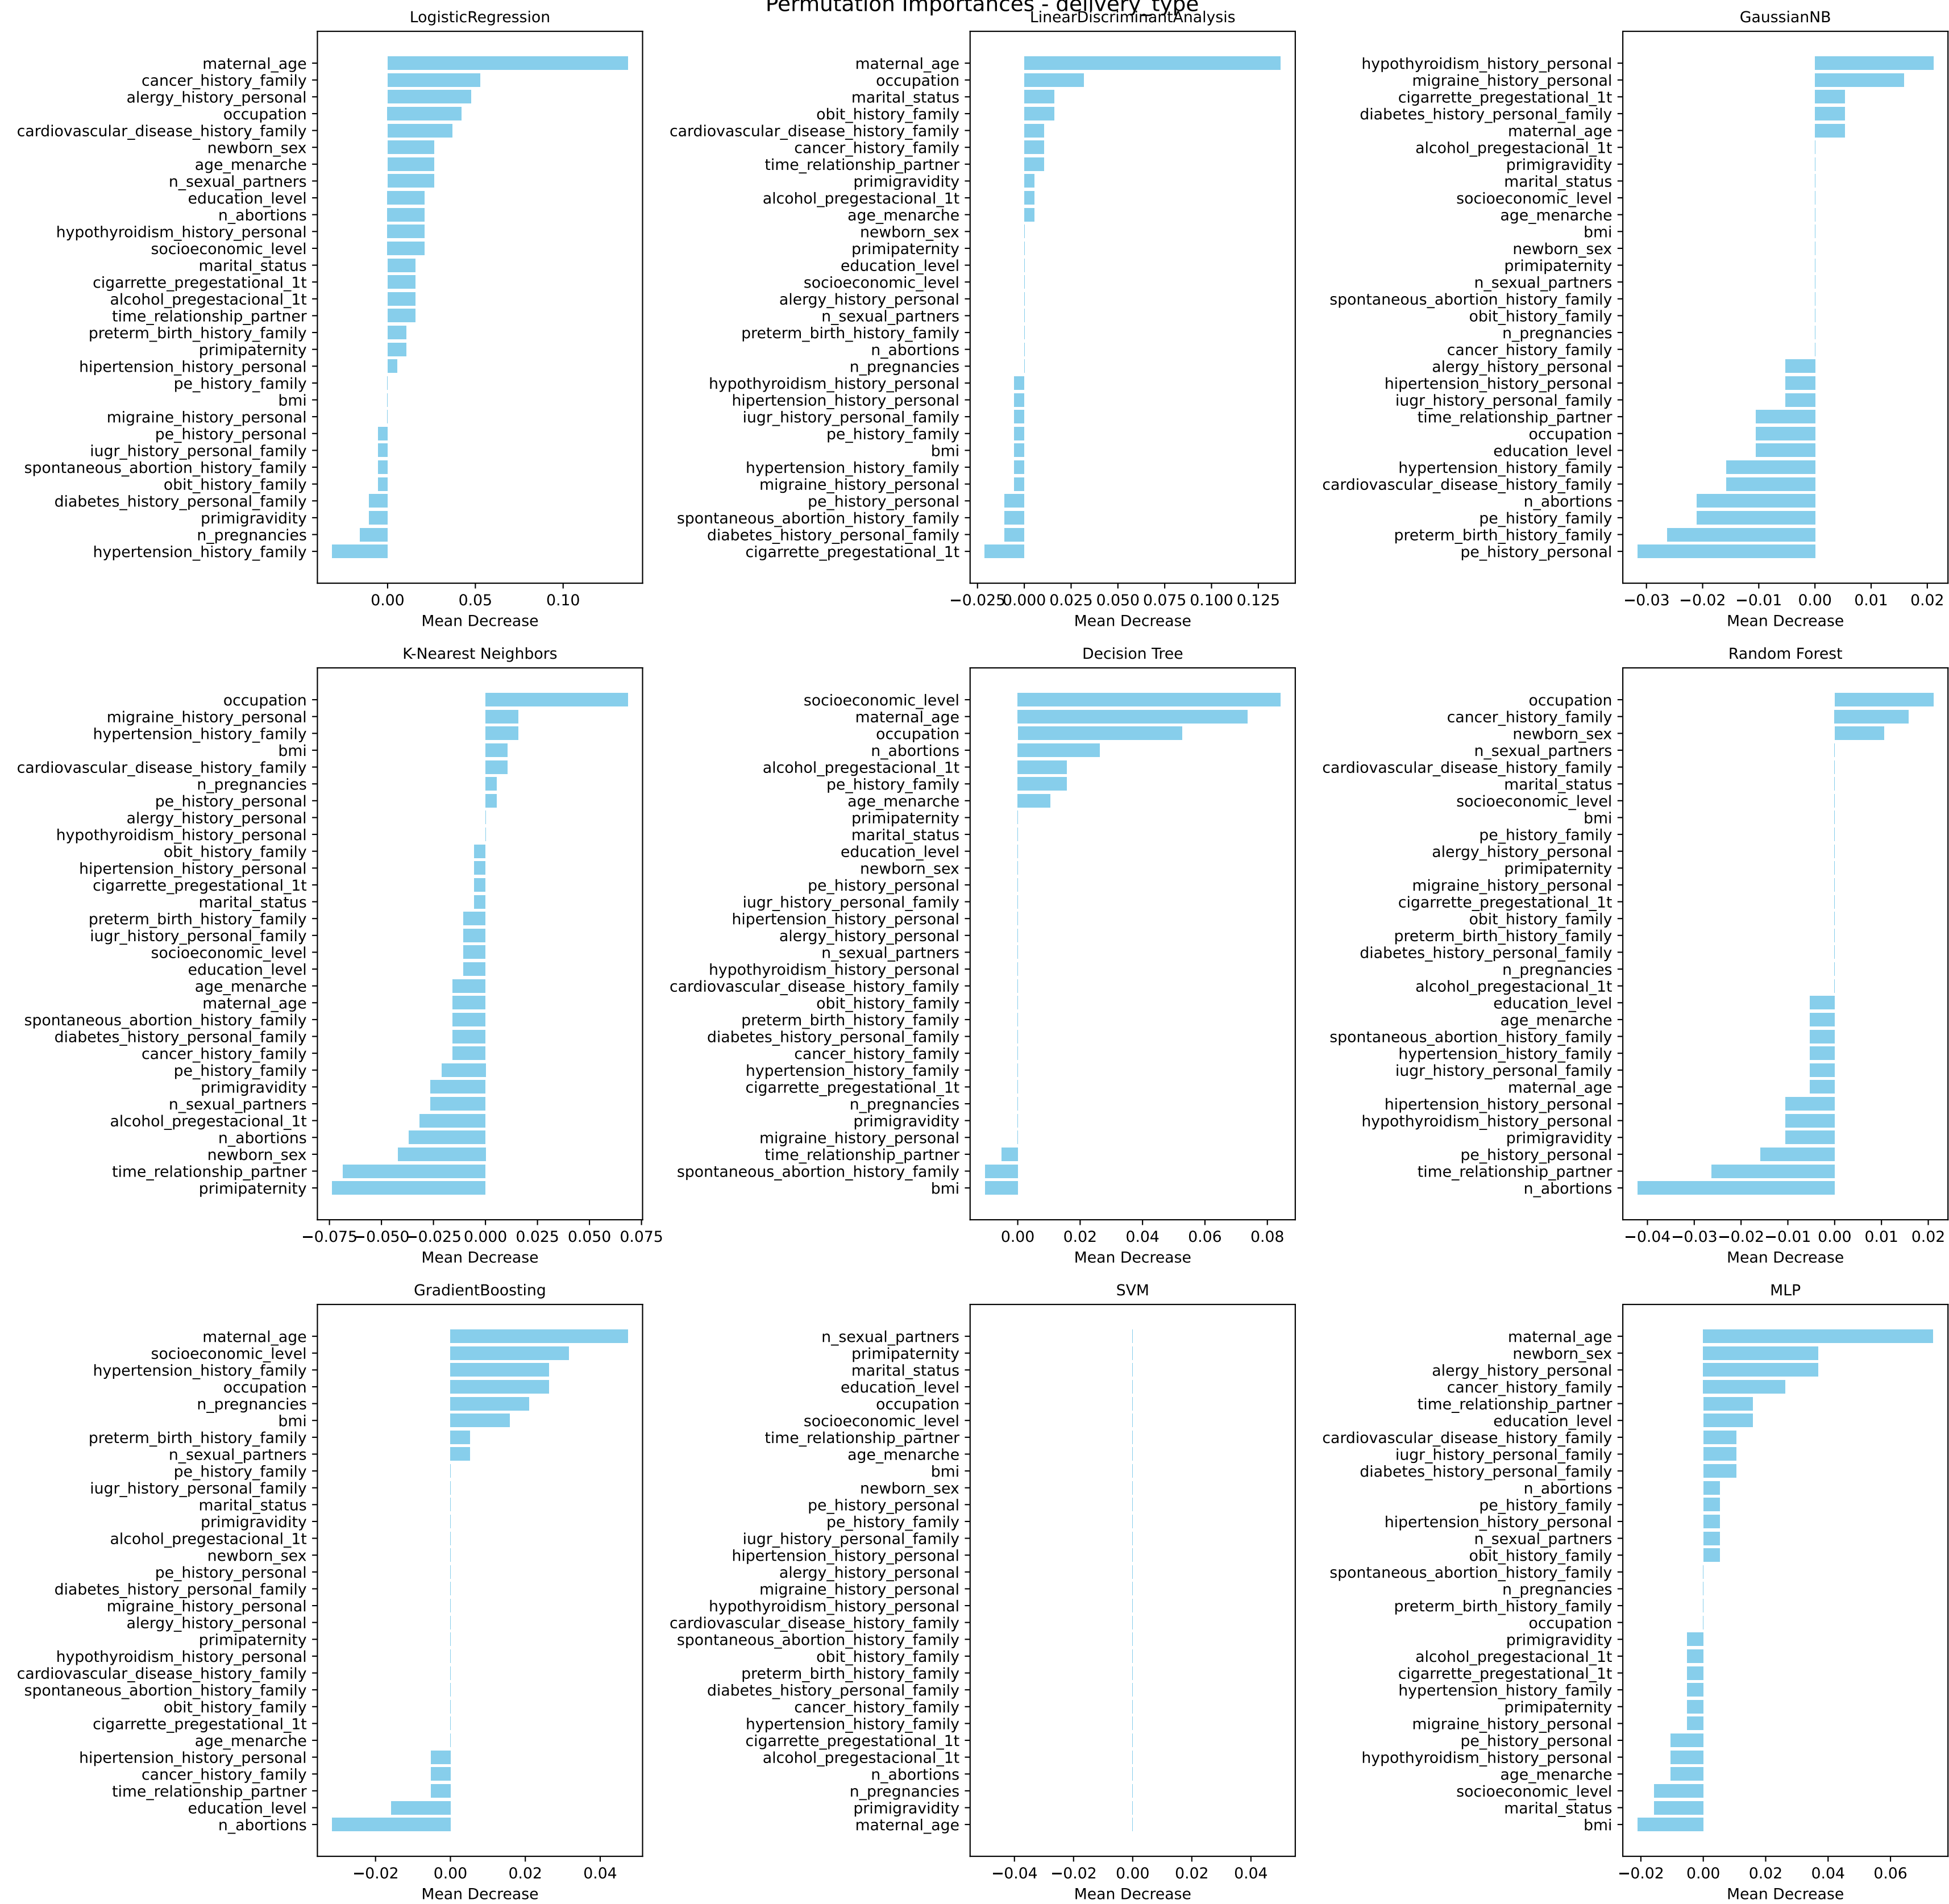 Permutation Importances - delivery_type
LogisticRegression
maternal_age
cancer_history_family
alergy_history_personal
occupation
cardiovascular_disease_history_family
newborn_sex
age_menarche
n_sexual_partners
education_level
n_abortions
hypothyroidism_history_personal
socioeconomic_level
marital_status
cigarrette_pregestational_1t
alcohol_pregestacional_1t
time_relationship_partner
preterm_birth_history_family
primipaternity
hipertension_history_personal
pe_history_family
bmi
migraine_history_personal
pe_history_personal
iugr_history_personal_family
spontaneous_abortion_history_family
obit_history_family
diabetes_history_personal_family
primigravidity
n_pregnancies
hypertension_history_family
0.00 0.05 0.10
Mean Decrease
LinearDiscriminantAnalysis
maternal_age
occupation
marital_status
obit_history_family
cardiovascular_disease_history_family
cancer_history_family
time_relationship_partner
primigravidity
alcohol_pregestacional_1t
age_menarche
newborn_sex
primipaternity
education_level
socioeconomic_level
alergy_history_personal
n_sexual_partners
preterm_birth_history_family
n_abortions
n_pregnancies
hypothyroidism_history_personal
hipertension_history_personal
iugr_history_personal_family
pe_history_family
bmi
hypertension_history_family
migraine_history_personal
pe_history_personal
spontaneous_abortion_history_family
diabetes_history_personal_family
cigarrette_pregestational_1t
−0.025 0.000 0.025 0.050 0.075 0.100 0.125
Mean Decrease
GaussianNB
hypothyroidism_history_personal
migraine_history_personal
cigarrette_pregestational_1t
diabetes_history_personal_family
maternal_age
alcohol_pregestacional_1t
primigravidity
marital_status
socioeconomic_level
age_menarche
bmi
newborn_sex
primipaternity
n_sexual_partners
spontaneous_abortion_history_family
obit_history_family
n_pregnancies
cancer_history_family
alergy_history_personal
hipertension_history_personal
iugr_history_personal_family
time_relationship_partner
occupation
education_level
hypertension_history_family
cardiovascular_disease_history_family
n_abortions
pe_history_family
preterm_birth_history_family
pe_history_personal
−0.03 −0.02 −0.01 0.00 0.01 0.02
Mean Decrease
K-Nearest Neighbors
occupation
migraine_history_personal
hypertension_history_family
bmi
cardiovascular_disease_history_family
n_pregnancies
pe_history_personal
alergy_history_personal
hypothyroidism_history_personal
obit_history_family
hipertension_history_personal
cigarrette_pregestational_1t
marital_status
preterm_birth_history_family
iugr_history_personal_family
socioeconomic_level
education_level
age_menarche
maternal_age
spontaneous_abortion_history_family
diabetes_history_personal_family
cancer_history_family
pe_history_family
primigravidity
n_sexual_partners
alcohol_pregestacional_1t
n_abortions
newborn_sex
time_relationship_partner
primipaternity
−0.075 −0.050 −0.025 0.000 0.025 0.050 0.075
Mean Decrease
Decision Tree
socioeconomic_level
maternal_age
occupation
n_abortions
alcohol_pregestacional_1t
pe_history_family
age_menarche
primipaternity
marital_status
education_level
newborn_sex
pe_history_personal
iugr_history_personal_family
hipertension_history_personal
alergy_history_personal
n_sexual_partners
hypothyroidism_history_personal
cardiovascular_disease_history_family
obit_history_family
preterm_birth_history_family
diabetes_history_personal_family
cancer_history_family
hypertension_history_family
cigarrette_pregestational_1t
n_pregnancies
primigravidity
migraine_history_personal
time_relationship_partner
spontaneous_abortion_history_family
bmi
0.00 0.02 0.04 0.06 0.08
Mean Decrease
Random Forest
occupation
cancer_history_family
newborn_sex
n_sexual_partners
cardiovascular_disease_history_family
marital_status
socioeconomic_level
bmi
pe_history_family
alergy_history_personal
primipaternity
migraine_history_personal
cigarrette_pregestational_1t
obit_history_family
preterm_birth_history_family
diabetes_history_personal_family
n_pregnancies
alcohol_pregestacional_1t
education_level
age_menarche
spontaneous_abortion_history_family
hypertension_history_family
iugr_history_personal_family
maternal_age
hipertension_history_personal
hypothyroidism_history_personal
primigravidity
pe_history_personal
time_relationship_partner
n_abortions
−0.04 −0.03 −0.02 −0.01 0.00 0.01 0.02
Mean Decrease
GradientBoosting
maternal_age
socioeconomic_level
hypertension_history_family
occupation
n_pregnancies
bmi
preterm_birth_history_family
n_sexual_partners
pe_history_family
iugr_history_personal_family
marital_status
primigravidity
alcohol_pregestacional_1t
newborn_sex
pe_history_personal
diabetes_history_personal_family
migraine_history_personal
alergy_history_personal
primipaternity
hypothyroidism_history_personal
cardiovascular_disease_history_family
spontaneous_abortion_history_family
obit_history_family
cigarrette_pregestational_1t
age_menarche
hipertension_history_personal
cancer_history_family
time_relationship_partner
education_level
n_abortions
−0.02 0.00 0.02 0.04
Mean Decrease
SVM
n_sexual_partners
primipaternity
marital_status
education_level
occupation
socioeconomic_level
time_relationship_partner
age_menarche
bmi
newborn_sex
pe_history_personal
pe_history_family
iugr_history_personal_family
hipertension_history_personal
alergy_history_personal
migraine_history_personal
hypothyroidism_history_personal
cardiovascular_disease_history_family
spontaneous_abortion_history_family
obit_history_family
preterm_birth_history_family
diabetes_history_personal_family
cancer_history_family
hypertension_history_family
cigarrette_pregestational_1t
alcohol_pregestacional_1t
n_abortions
n_pregnancies
primigravidity
maternal_age
−0.04 −0.02 0.00 0.02 0.04
Mean Decrease
MLP
maternal_age
newborn_sex
alergy_history_personal
cancer_history_family
time_relationship_partner
education_level
cardiovascular_disease_history_family
iugr_history_personal_family
diabetes_history_personal_family
n_abortions
pe_history_family
hipertension_history_personal
n_sexual_partners
obit_history_family
spontaneous_abortion_history_family
n_pregnancies
preterm_birth_history_family
occupation
primigravidity
alcohol_pregestacional_1t
cigarrette_pregestational_1t
hypertension_history_family
primipaternity
migraine_history_personal
pe_history_personal
hypothyroidism_history_personal
age_menarche
socioeconomic_level
marital_status
bmi
−0.02 0.00 0.02 0.04 0.06
Mean Decrease